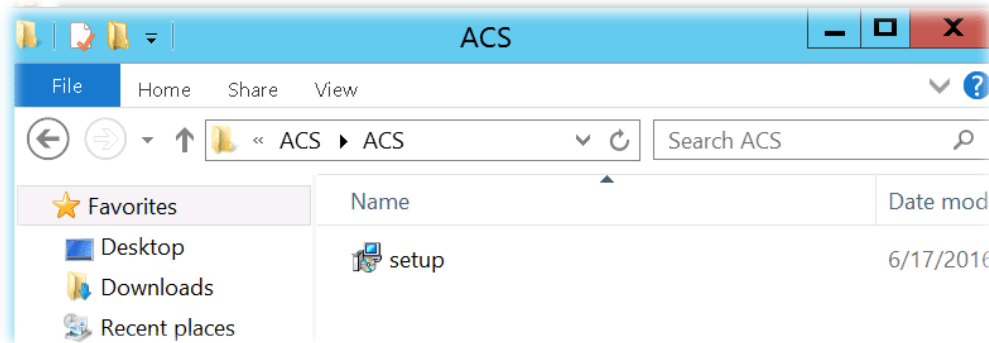 ACS
File Home Share View
« ACS ACS Search ACS
Favorites Name Date mod
Desktop
setup 6/17/2016
Downloads
Recent places